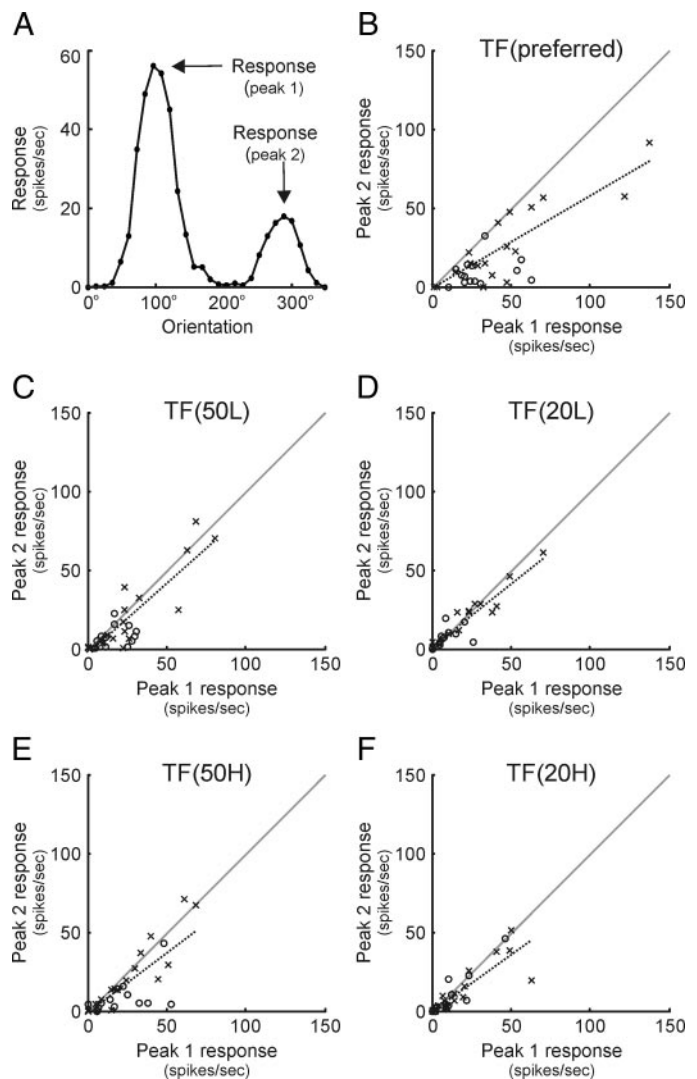 A
60
40
20
0
Response
(spikes/sec)
Response
(peak 1)
Response
(peak 2)
0° 100° 200° 300°
Orientation
B
TF(preferred)
150
100
50
0
Peak 2 response
(spikes/sec)
0 50 100 150
Peak 1 response
(spikes/sec)
C
TF(50L)
150
100
50
0
Peak 2 response
(spikes/sec)
0 50 100 150
Peak 1 response
(spikes/sec)
D
TF(20L)
150
100
50
0
Peak 2 response
(spikes/sec)
0 50 100 150
Peak 1 response
(spikes/sec)
E
TF(50H)
150
100
50
0
Peak 2 response
(spikes/sec)
0 50 100 150
Peak 1 response
(spikes/sec)
F
TF(20H)
150
100
50
0
Peak 2 response
(spikes/sec)
0 50 100 150
Peak 1 response
(spikes/sec)